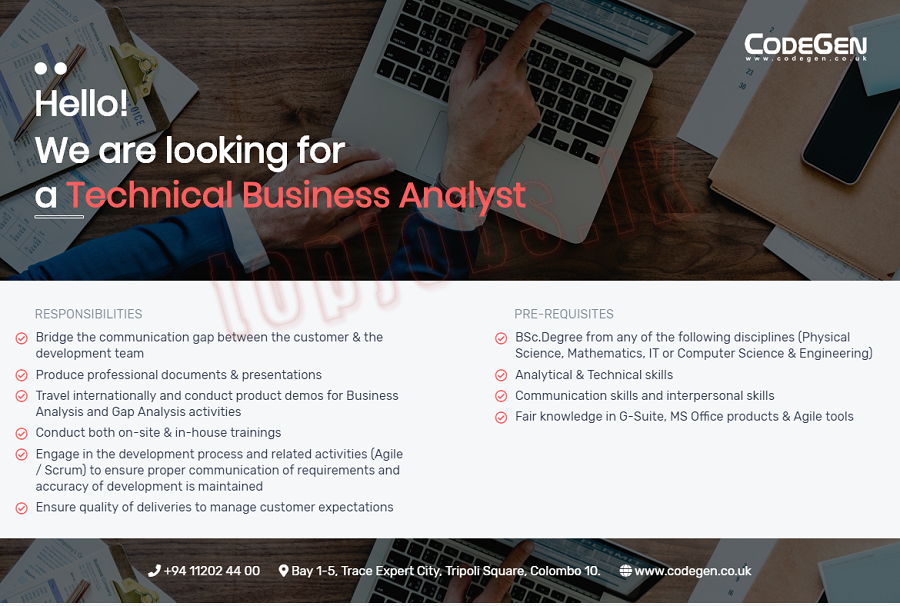 CODEGEN
www.codegen.co.uk
Hello!
We are looking for
a Technical Business Analyst
topjobs.lk
RESPONSIBILITIES
Bridge the communication gap between the customer & the
development team
Produce professional documents & presentations
Travel internationally and conduct product demos for Business
Analysis and Gap Analysis activities
Conduct both on-site & in-house trainings
Engage in the development process and related activities (Agile
/ Scrum) to ensure proper communication of requirements and
accuracy of development is maintained
Ensure quality of deliveries to manage customer expectations
PRE-REQUISITES
BSc.Degree from any of the following disciplines (Physical
Science, Mathematics, IT or Computer Science & Engineering)
Analytical & Technical skills
Communication skills and interpersonal skills
Fair knowledge in G-Suite, MS Office products & Agile tools
+94 11202 44 00 Bay 1-5, Trace Expert City, Tripoli Square, Colombo 10. www.codegen.co.uk